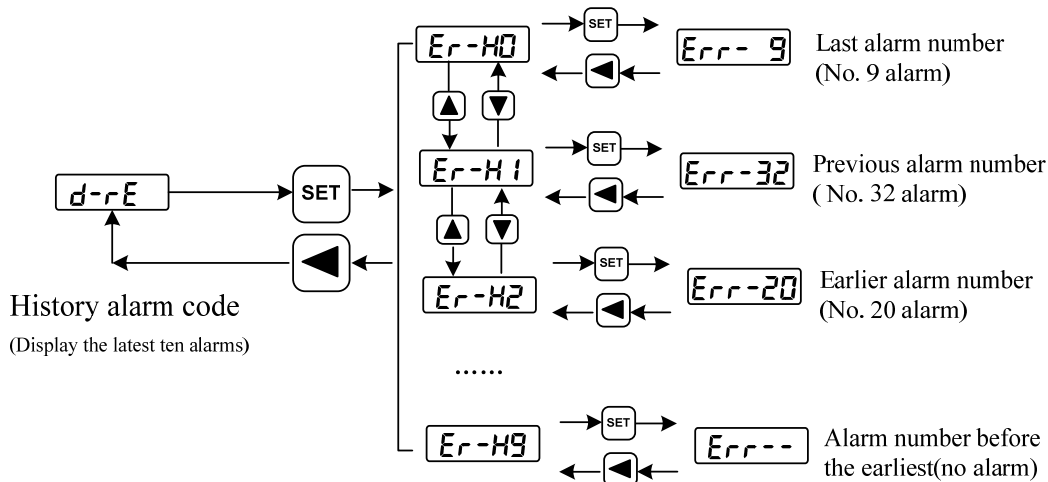 Er-H0
SET
Err- 9
Last alarm number
(No. 9 alarm)
d-rE
SET
Er-H1
SET
Err-32
Previous alarm number
( No. 32 alarm)
Er-H2
SET
Err-20
Earlier alarm number
(No. 20 alarm)
History alarm code
(Display the latest ten alarms)
......
Er-H9
SET
Err--
Alarm number before
the earliest(no alarm)